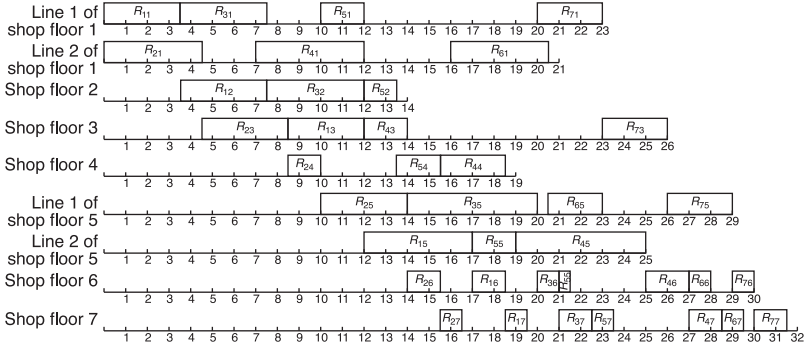 Line 1 of shop floor 1
R11 R31 R51 R71
1 2 3 4 5 6 7 8 9 10 11 12 13 14 15 16 17 18 19 20 21 22 23
Line 2 of shop floor 1
R21 R41 R61
1 2 3 4 5 6 7 8 9 10 11 12 13 14 15 16 17 18 19 20 21
Shop floor 2
R12 R32 R52
1 2 3 4 5 6 7 8 9 10 11 12 13 14
Shop floor 3
R23 R13 R43 R73
1 2 3 4 5 6 7 8 9 10 11 12 13 14 15 16 17 18 19 20 21 22 23 24 25 26
Shop floor 4
R24 R54 R44
1 2 3 4 5 6 7 8 9 10 11 12 13 14 15 16 17 18 19
Line 1 of shop floor 5
R25 R35 R65 R75
1 2 3 4 5 6 7 8 9 10 11 12 13 14 15 16 17 18 19 20 21 22 23 24 25 26 27 28 29
Line 2 of shop floor 5
R15 R55 R45
1 2 3 4 5 6 7 8 9 10 11 12 13 14 15 16 17 18 19 20 21 22 23 24 25
Shop floor 6
R26 R16 R36 R56 R46 R66 R76
1 2 3 4 5 6 7 8 9 10 11 12 13 14 15 16 17 18 19 20 21 22 23 24 25 26 27 28 29 30
Shop floor 7
R27 R17 R37 R57 R47 R67 R77
1 2 3 4 5 6 7 8 9 10 11 12 13 14 15 16 17 18 19 20 21 22 23 24 25 26 27 28 29 30 31 32